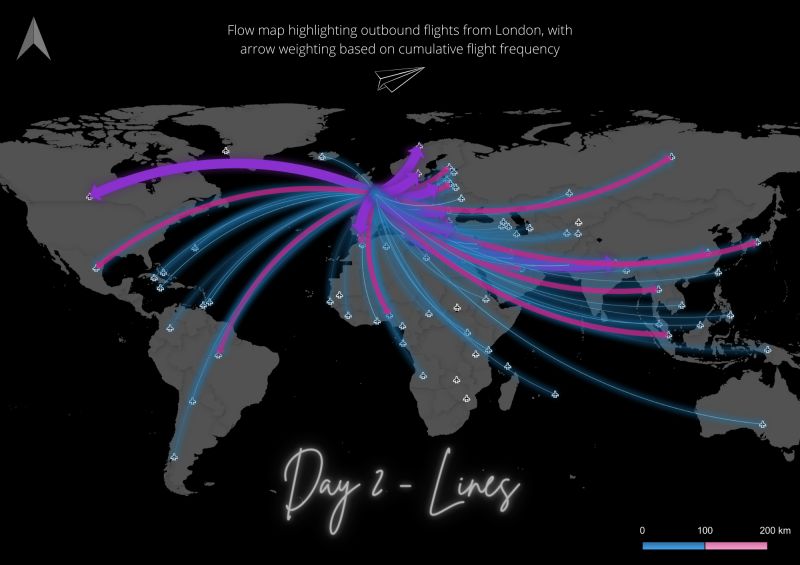 Flow map highlighting outbound flights from London, with
arrow weighting based on cumulative flight frequency
Day 2 - Lines
0 100 200 km